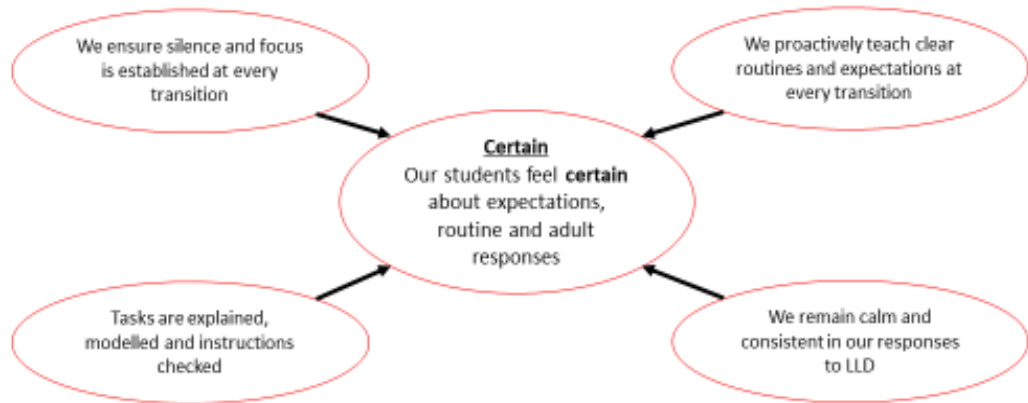 We ensure silence and focus
is established at every
transition
We proactively teach clear
routines and expectations at
every transition
Certain
Our students feel certain
about expectations,
routine and adult
responses
Tasks are explained,
modelled and instructions
checked
We remain calm and
consistent in our responses
to LLD